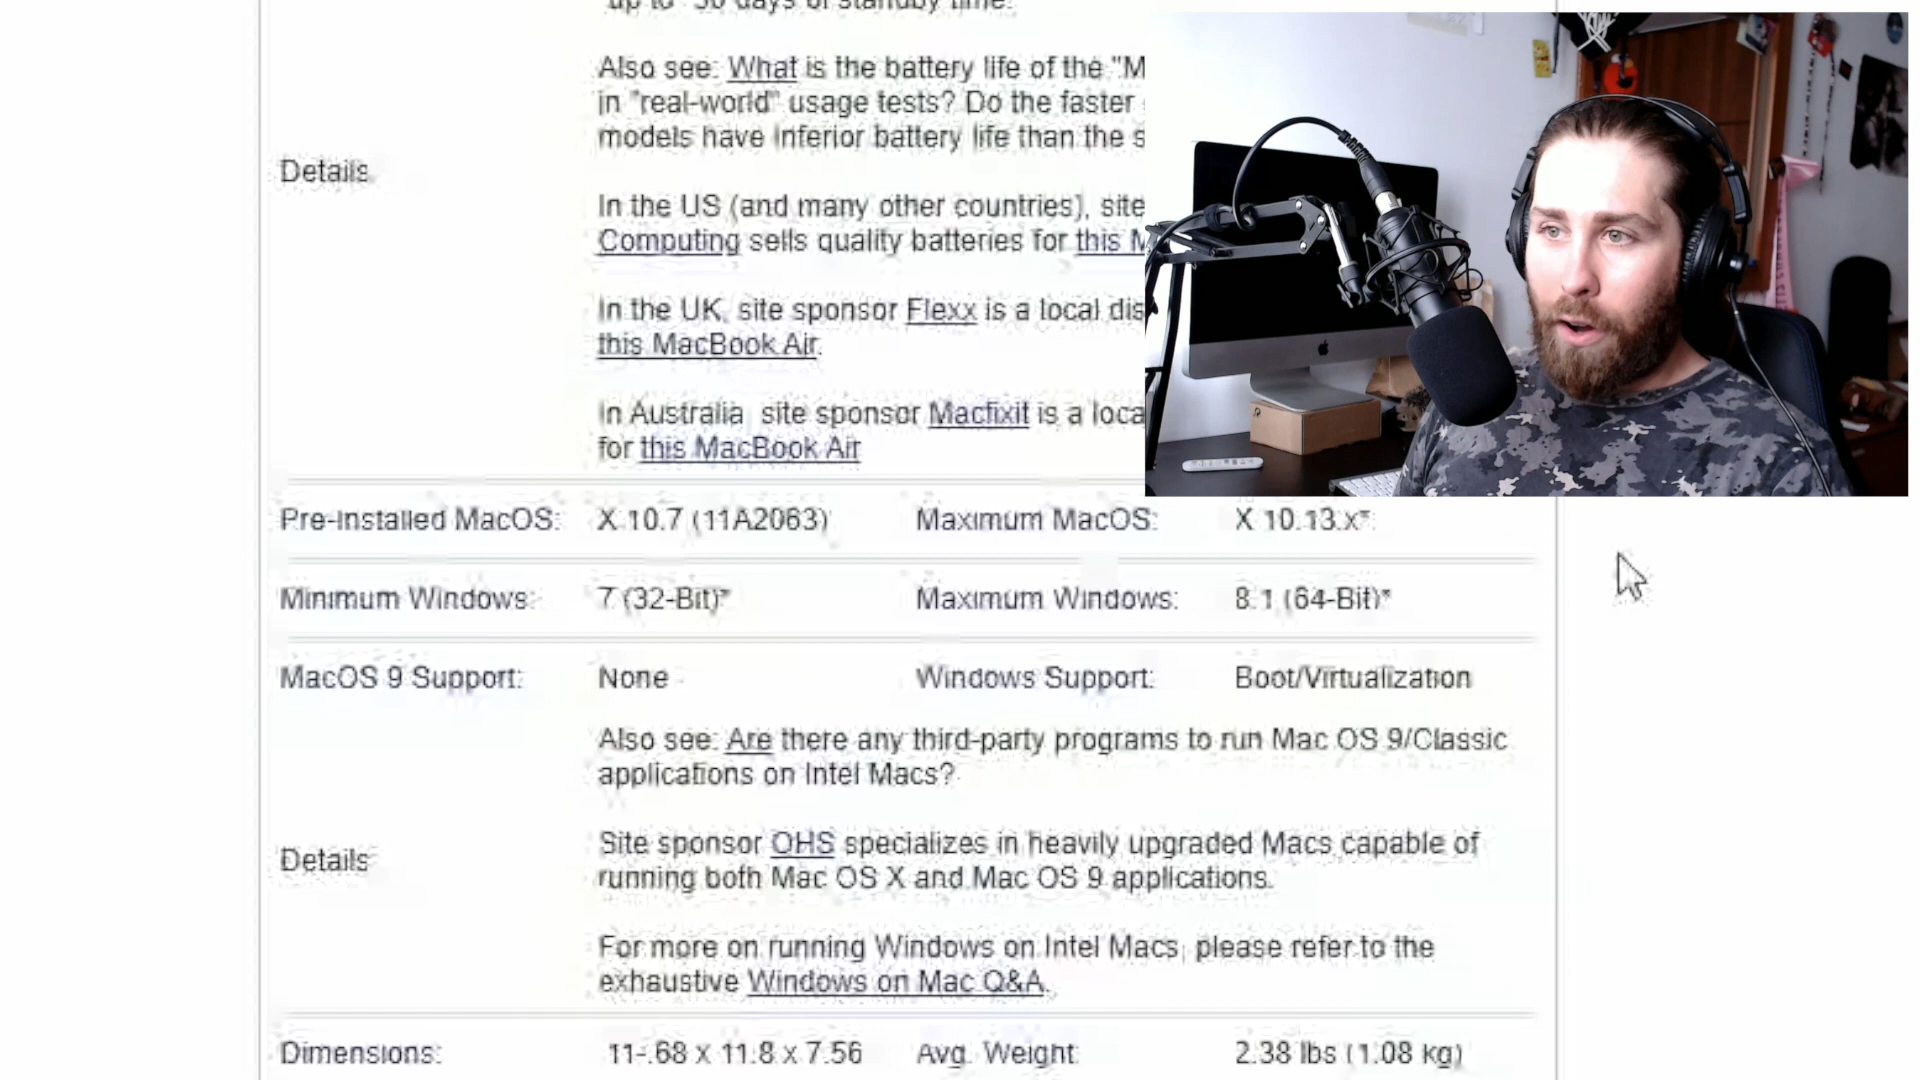 "up to" 30 days of standby time.
Also see: What is the battery life of the "M
in "real-world" usage tests? Do the faster
models have inferior battery life than the s
Details
In the US (and many other countries), site
Computing sells quality batteries for this M
In the UK, site sponsor Flexx is a local dis
this MacBook Air.
In Australia site sponsor Macfixit is a loca
for this MacBook Air
Pre-Installed MacOS: X 10.7 (11A2063) Maximum MacOS: X 10.13.x*
Minimum Windows: 7 (32-Bit)* Maximum Windows: 8.1 (64-Bit)*
MacOS 9 Support: None Windows Support: Boot/Virtualization
Also see: Are there any third-party programs to run Mac OS 9/Classic
applications on Intel Macs?
Details
Site sponsor OHS specializes in heavily upgraded Macs capable of
running both Mac OS X and Mac OS 9 applications.
For more on running Windows on Intel Macs, please refer to the
exhaustive Windows on Mac Q&A.
Dimensions: 11-.68 x 11.8 x 7.56 Avg. Weight 2.38 lbs (1.08 kg)